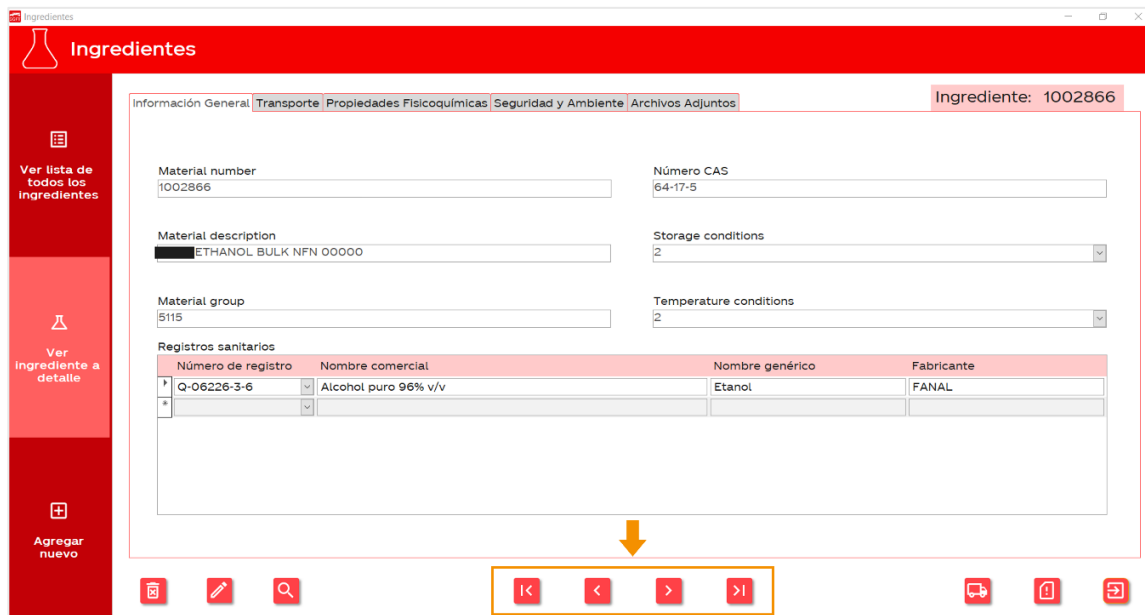 Ingredientes
Ingredientes
Ver lista de
todos los
ingredientes
Ver
ingrediente a
detalle
Agregar
nuevo
Información General Transporte Propiedades Fisicoquímicas Seguridad y Ambiente Archivos Adjuntos
Ingrediente: 1002866
Material number
1002866
Número CAS
64-17-5
Material description
ETHANOL BULK NFN 00000
Storage conditions
2
Material group
5115
Temperature conditions
2
Registros sanitarios
Número de registro Nombre comercial Nombre genérico Fabricante
Q-06226-3-6 Alcohol puro 96% v/v Etanol FANAL